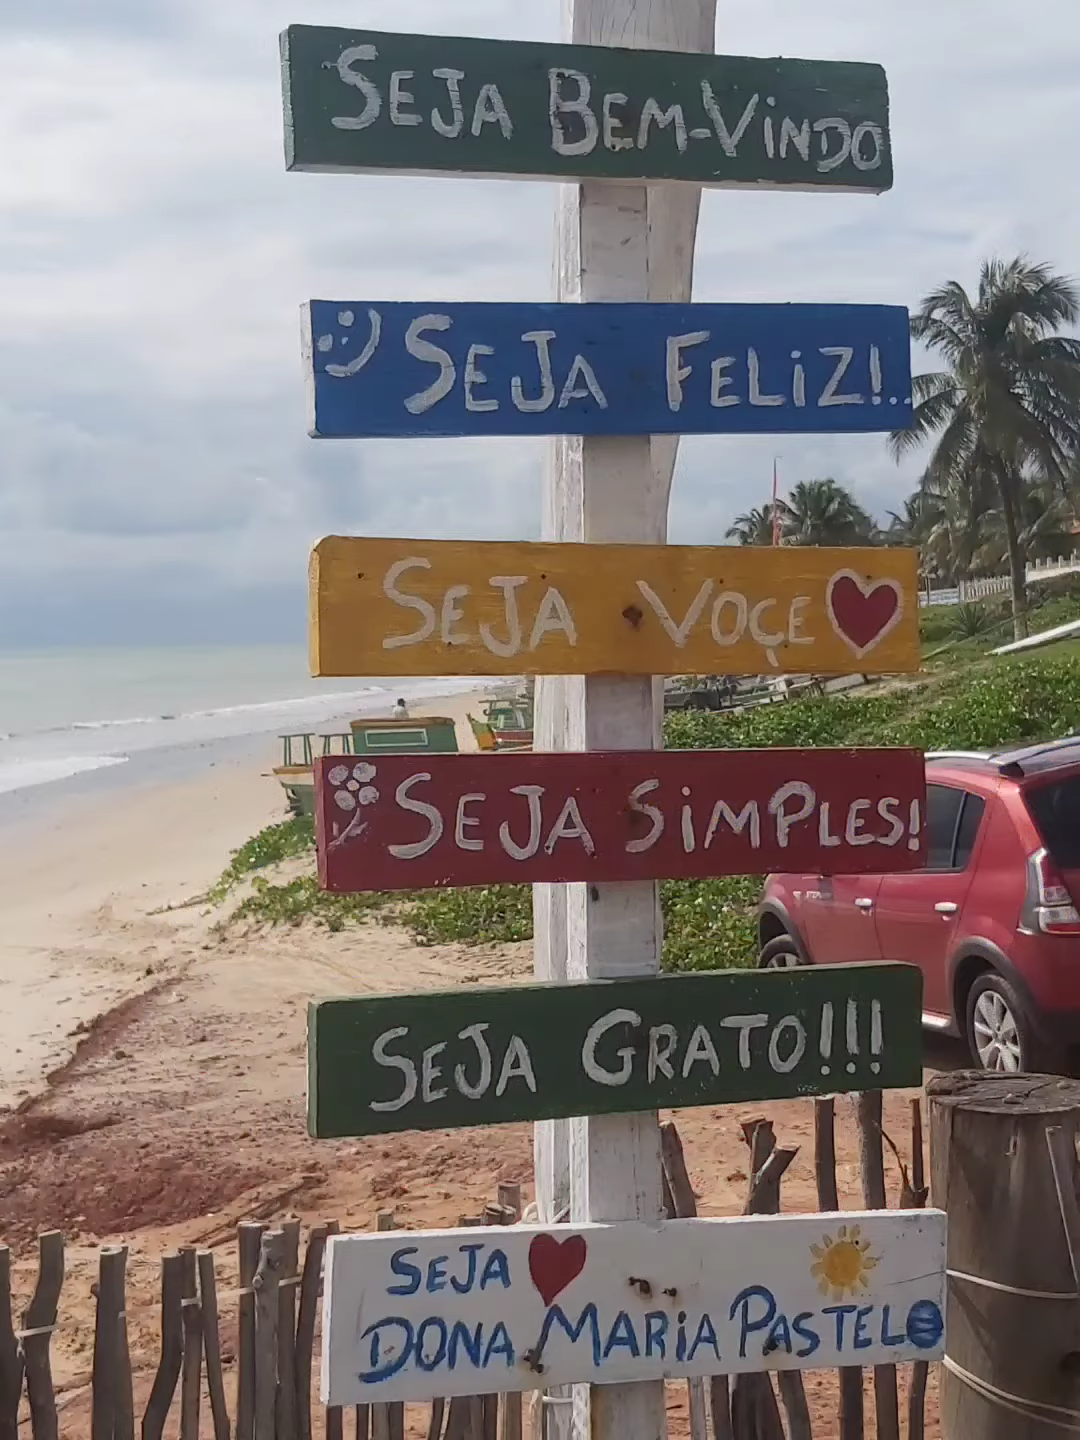 SEJA BEM-ViNDO
SEJA FELiZ!..
SEJA VOÇE
SEJA SiMPLES!
SEJA GRATO!!!
SEJA
DONA MARiA PASTEL